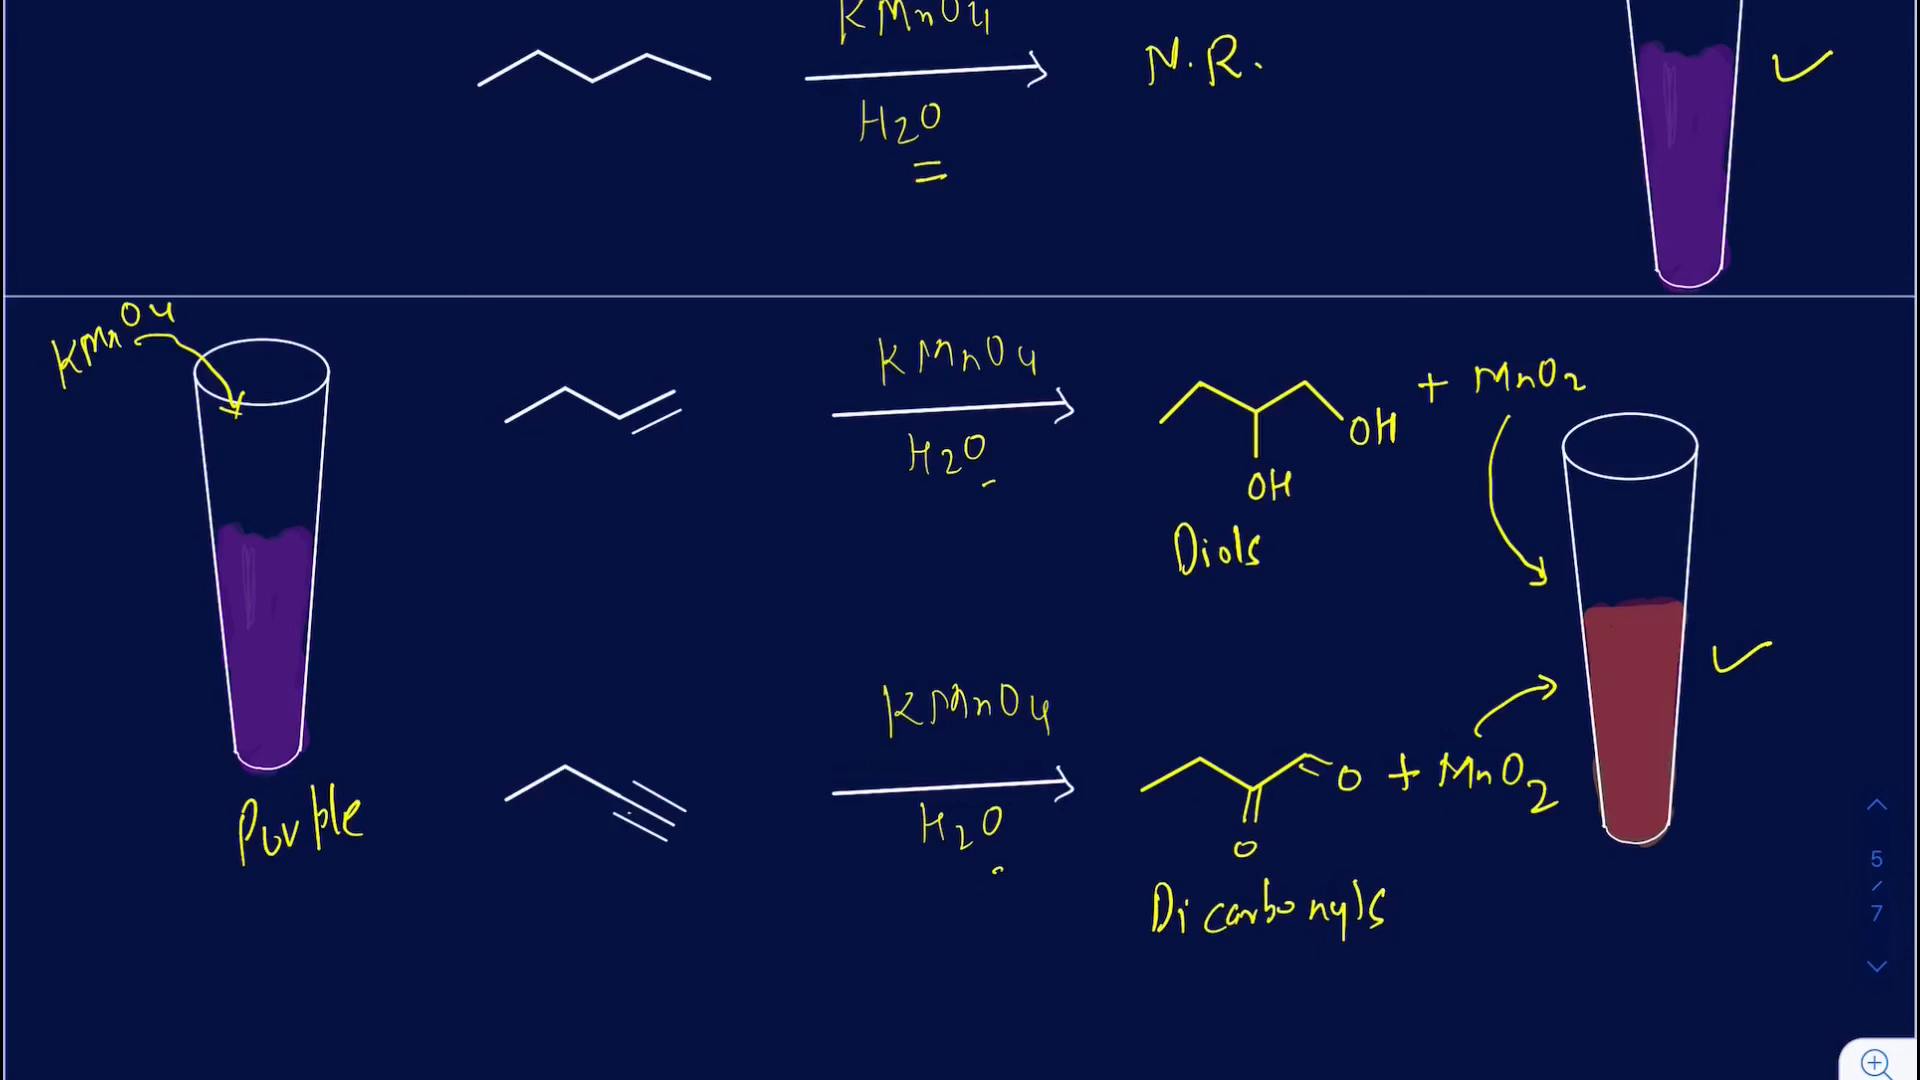 KMnO4
H2O
N.R.
KMnO4
KMnO4
H2O
OH
OH
+ MnO2
Diols
Purple
KMnO4
H2O
O
O
+ MnO2
Dicarbonyls
5
/
7